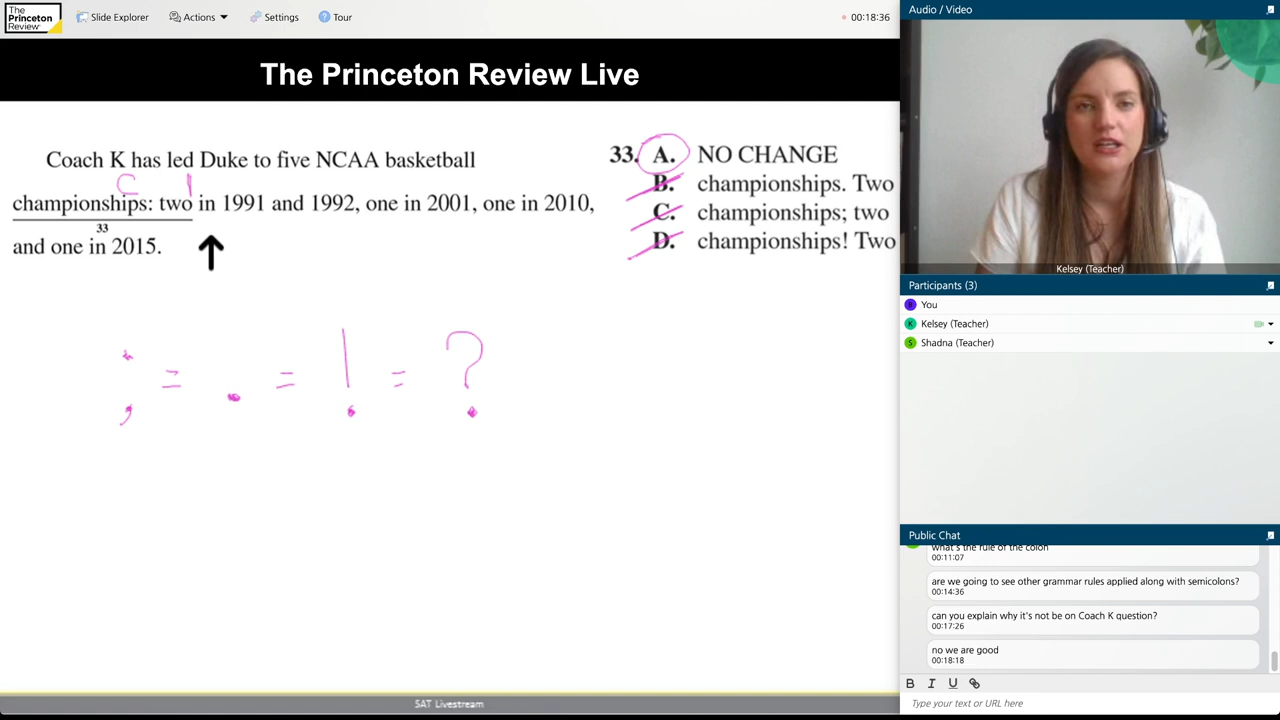 The
Princeton
Review
Slide Explorer
Actions
Settings
Tour
00:18:36
Audio / Video
The Princeton Review Live
Coach K has led Duke to five NCAA basketball
C I
championships: two in 1991 and 1992, one in 2001, one in 2010,
33
and one in 2015.
33. A. NO CHANGE
B. championships. Two
C. championships; two
D. championships! Two
; = . = ! = ?
Kelsey (Teacher)
Participants (3)
B You
K Kelsey (Teacher)
S Shadna (Teacher)
Public Chat
what's the rule of the colon
00:11:07
are we going to see other grammar rules applied along with semicolons?
00:14:36
can you explain why it's not be on Coach K question?
00:17:26
no we are good
00:18:18
B I U
Type your text or URL here
SAT Livestream